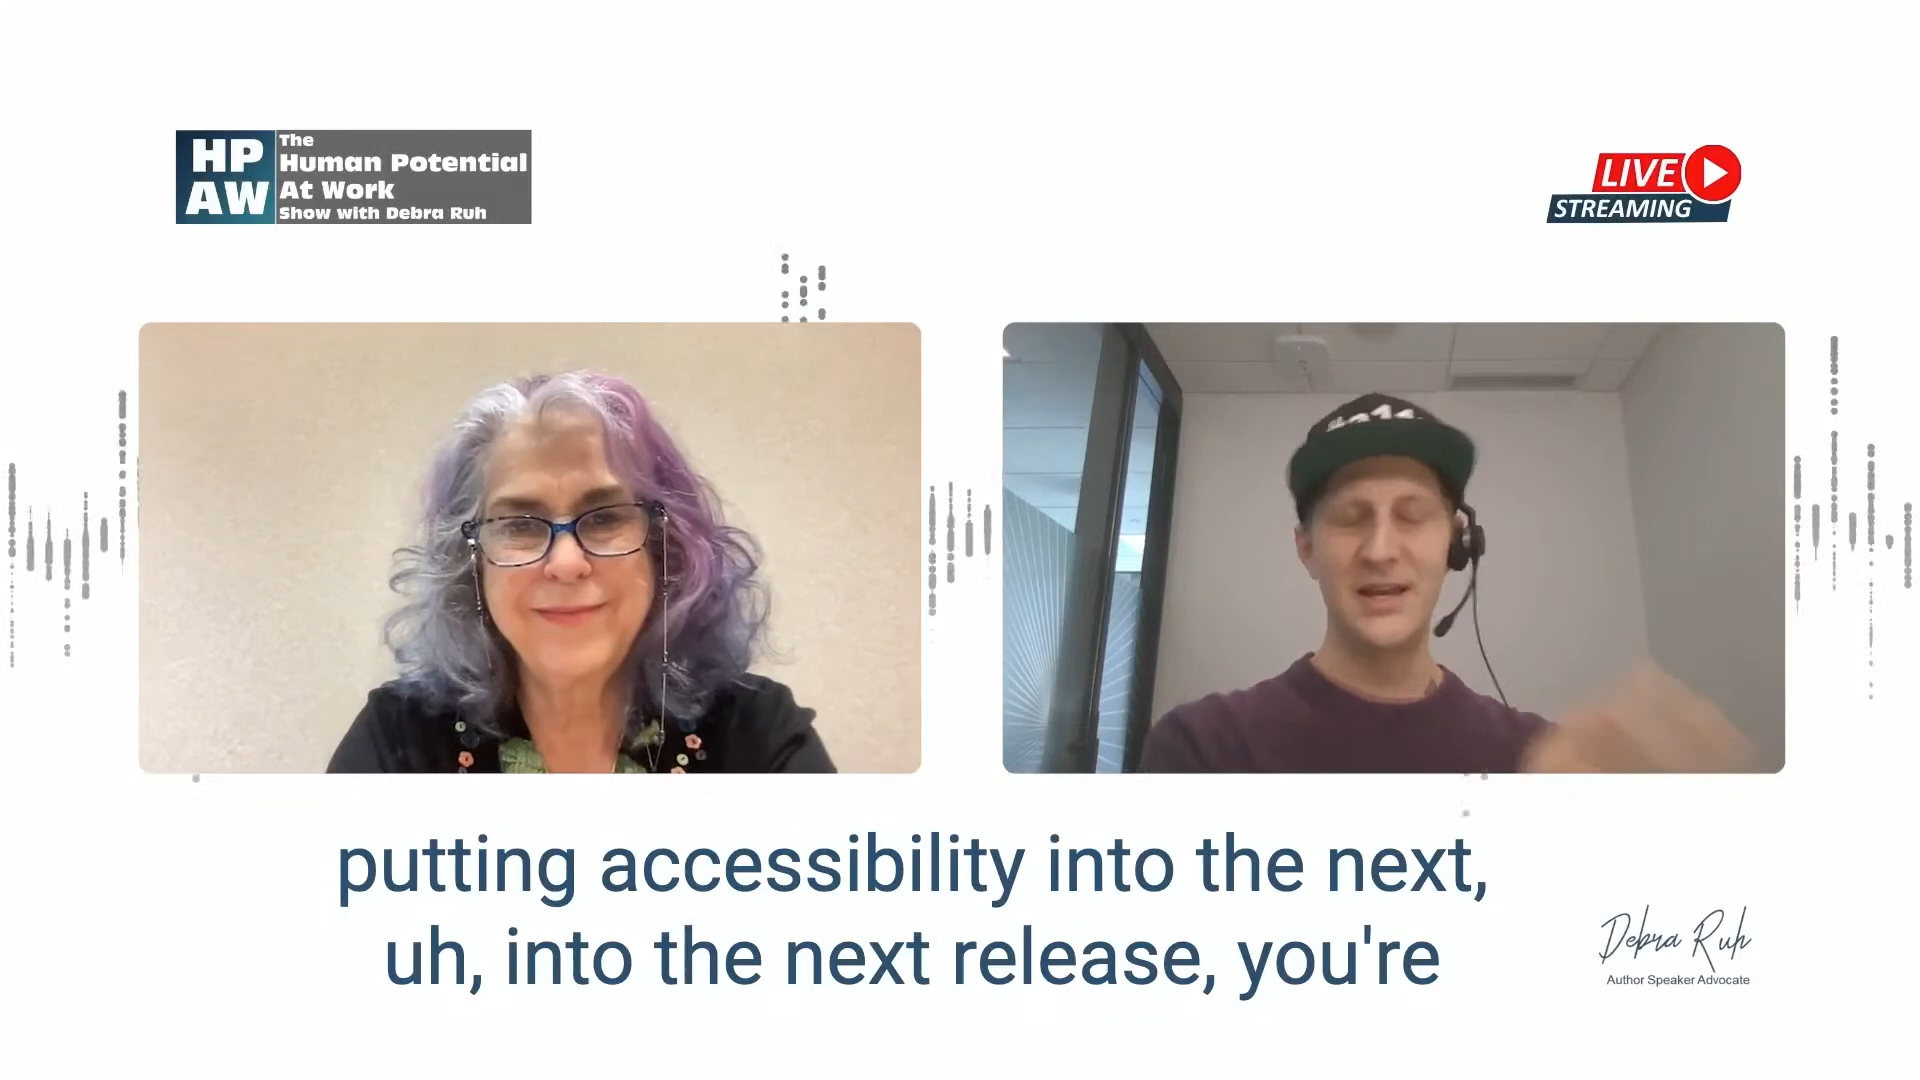 HP
AW
The
Human Potential
At Work
Show with Debra Ruh
LIVE
STREAMING
putting accessibility into the next,
uh, into the next release, you're
Debra Ruh
Author Speaker Advocate